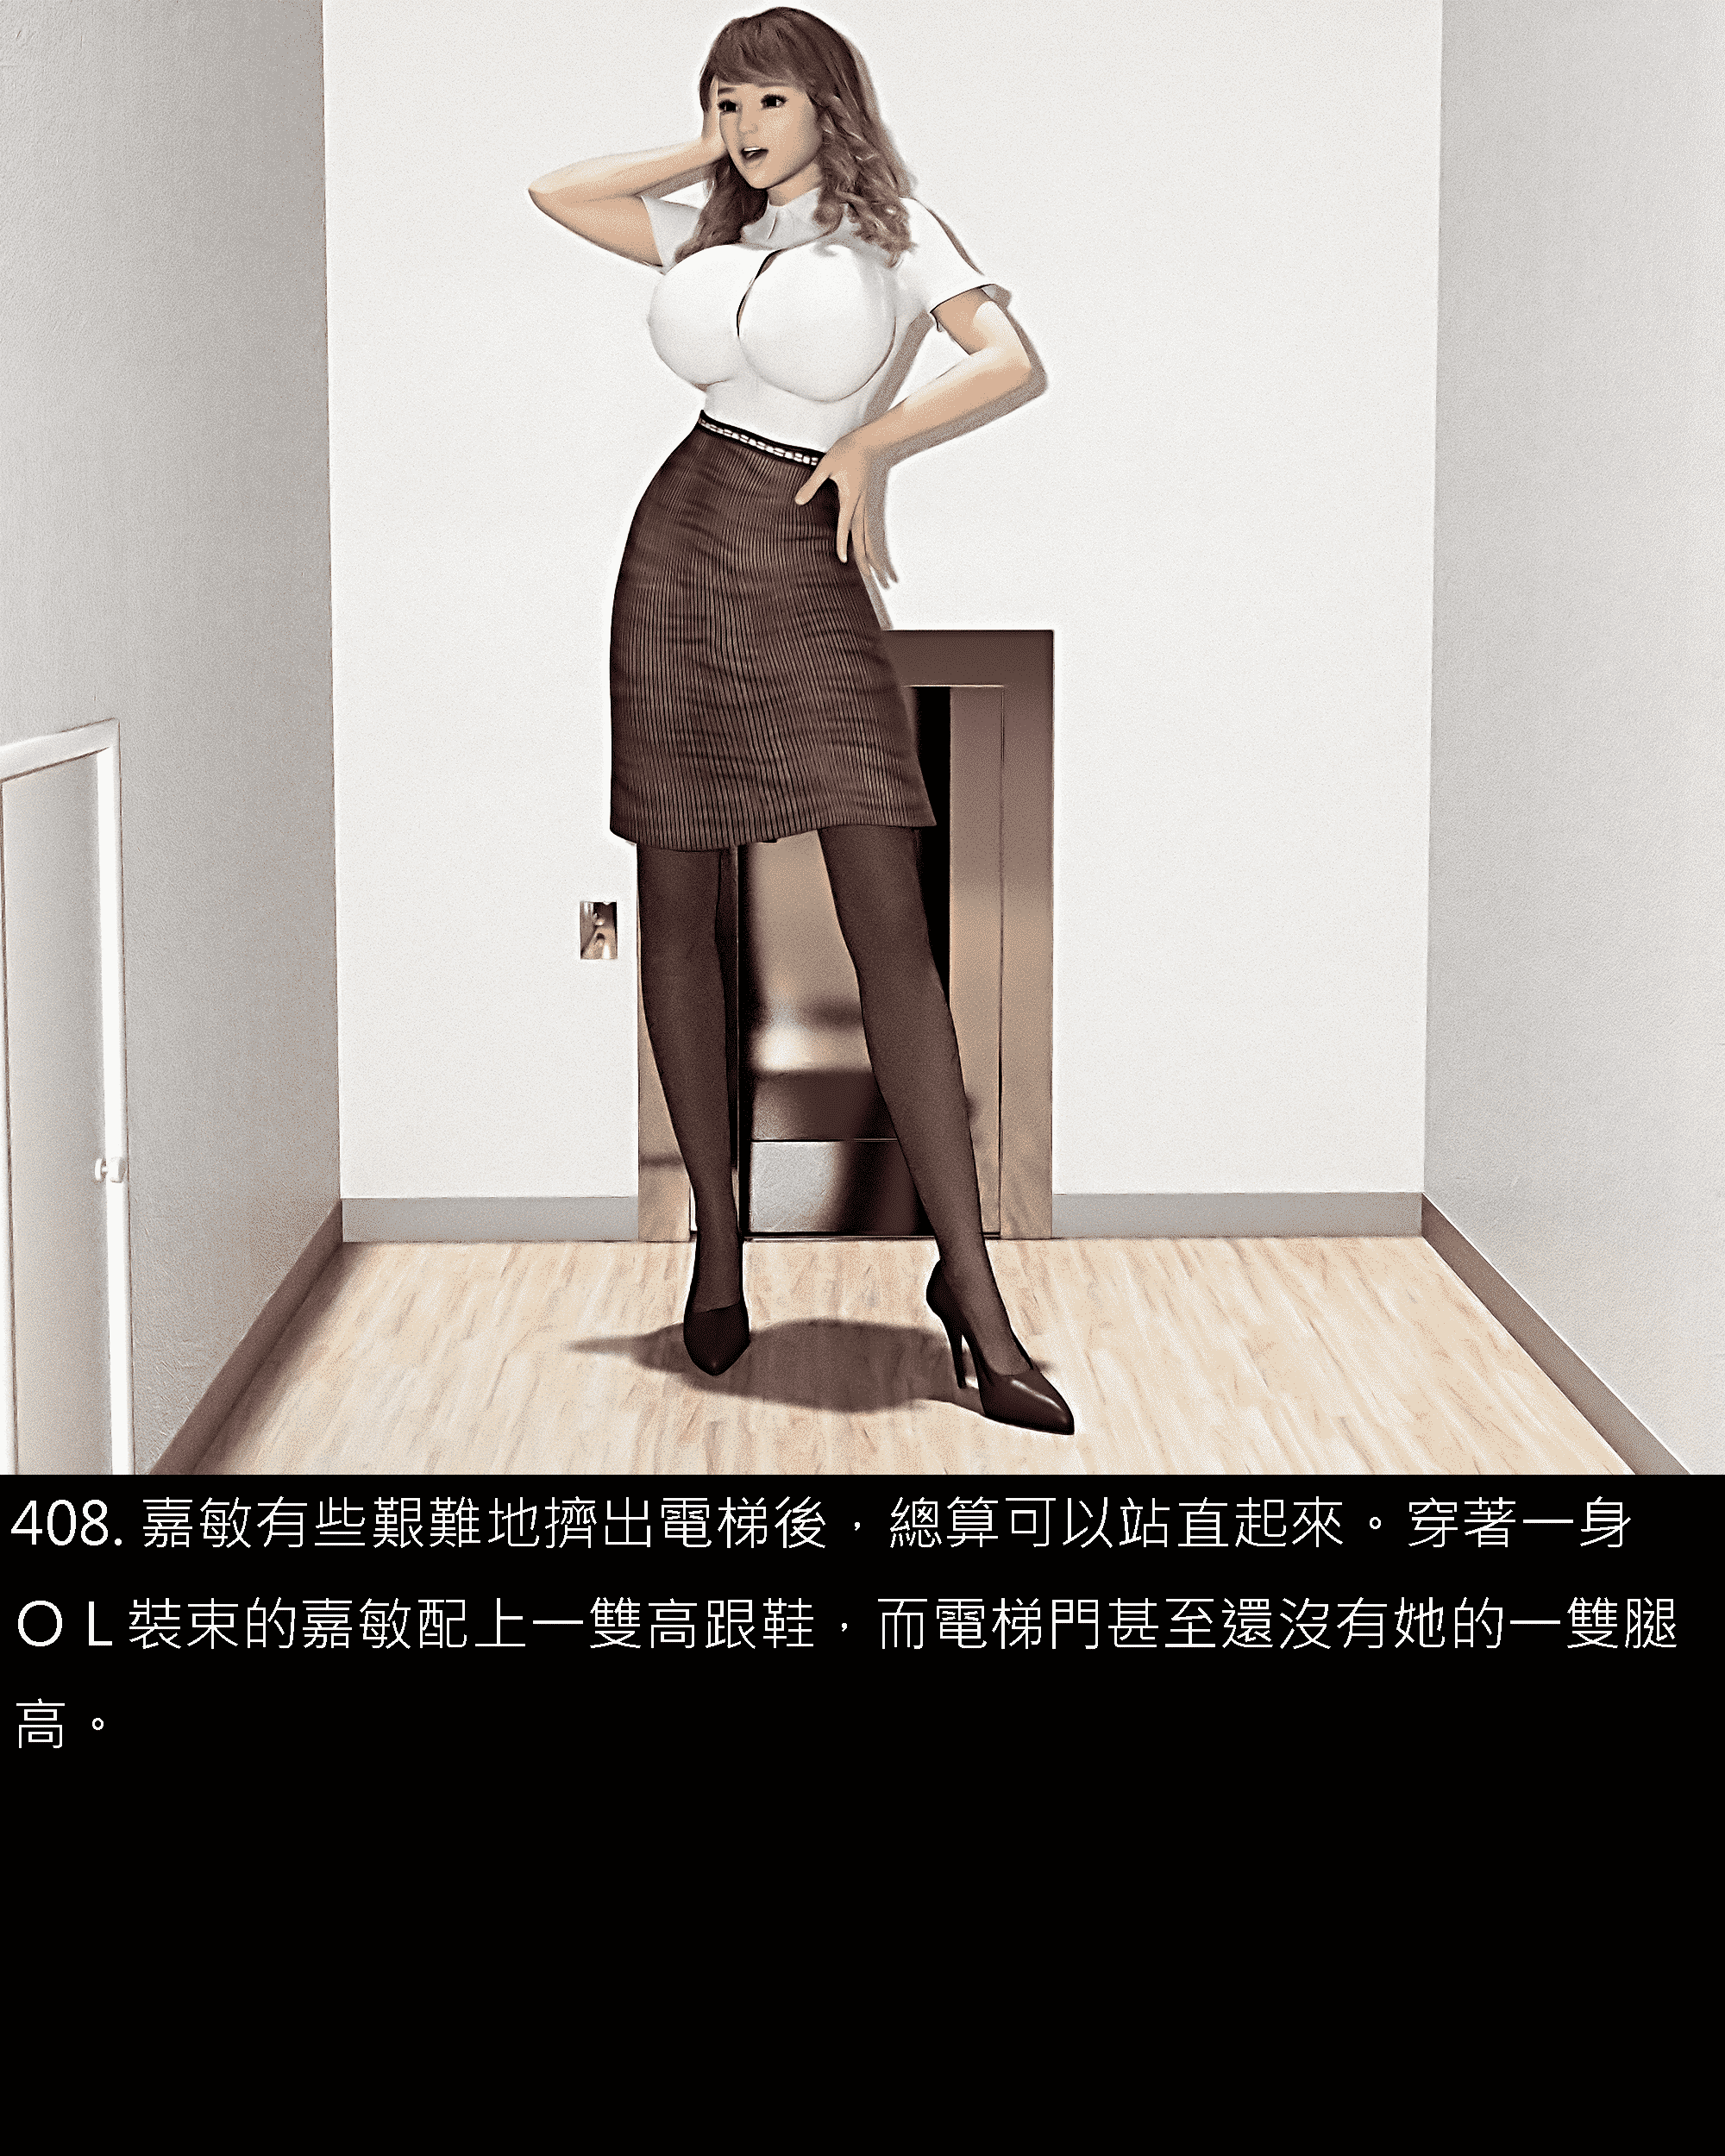 408. 嘉敏有些艱難地擠出電梯後，總算可以站直起來。穿著一身
ＯＬ裝束的嘉敏配上一雙高跟鞋，而電梯門甚至還沒有她的一雙腿
高。